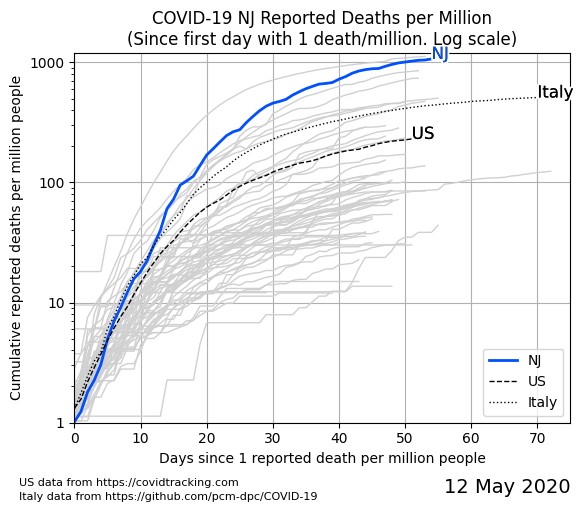 COVID-19 NJ Reported Deaths per Million
(Since first day with 1 death/million. Log scale)
Cumulative reported deaths per million people
1000
100
10
1
NJ
Italy
US
NJ
US
Italy
0 10 20 30 40 50 60 70
Days since 1 reported death per million people
US data from https://covidtracking.com
Italy data from https://github.com/pcm-dpc/COVID-19
12 May 2020